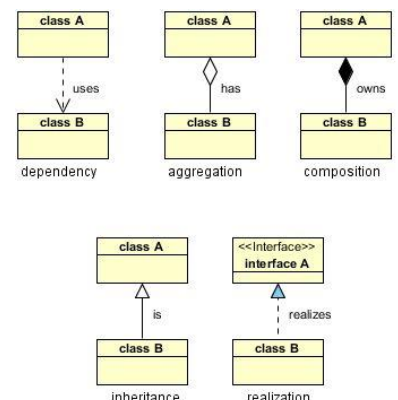 class A
uses
class B
dependency
class A
has
class B
aggregation
class A
owns
class B
composition
class A
is
class B
inheritance
<<Interface>>
interface A
realizes
class B
realization